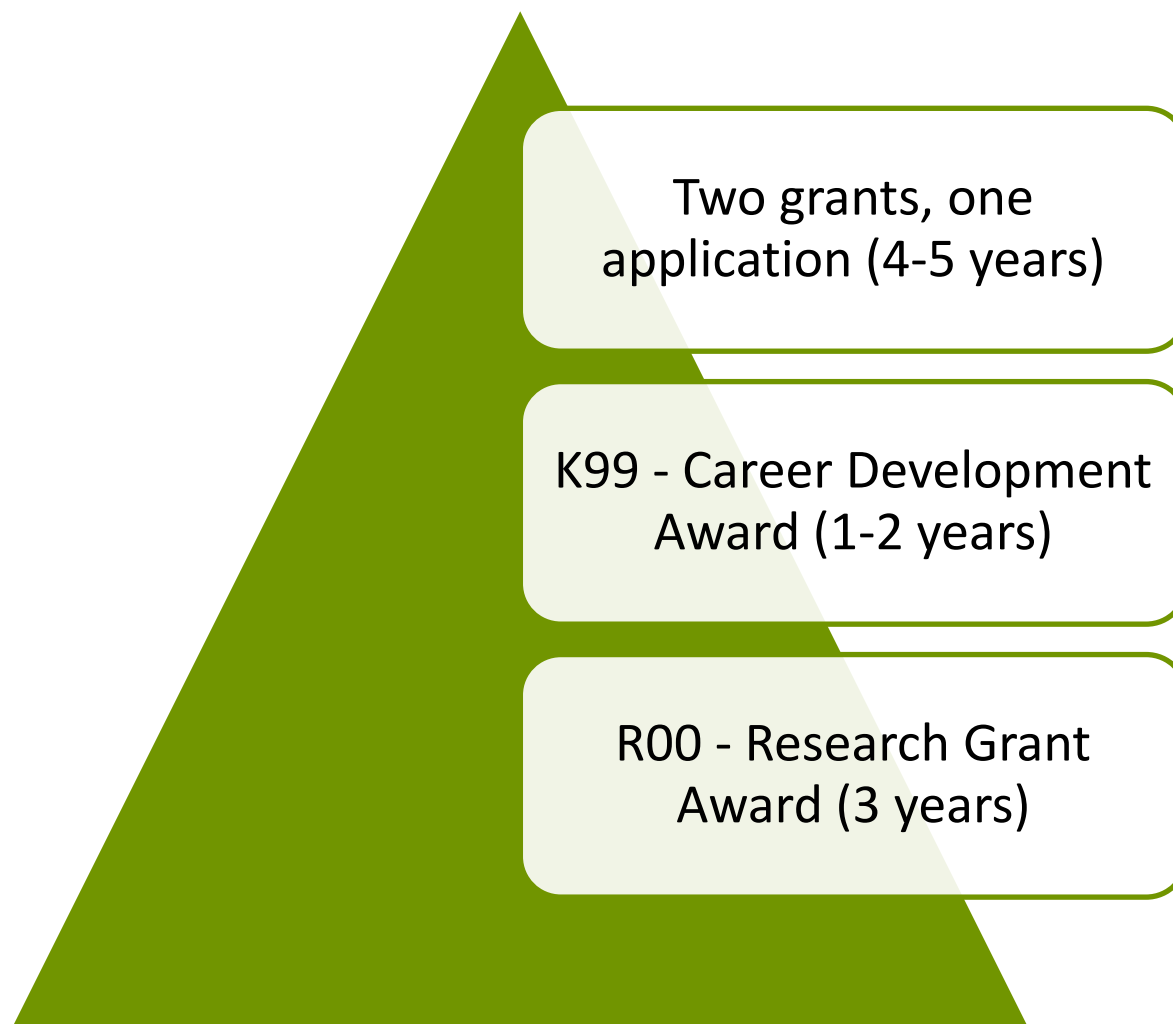 Two grants, one
application (4-5 years)
K99 - Career Development
Award (1-2 years)
R00 - Research Grant
Award (3 years)